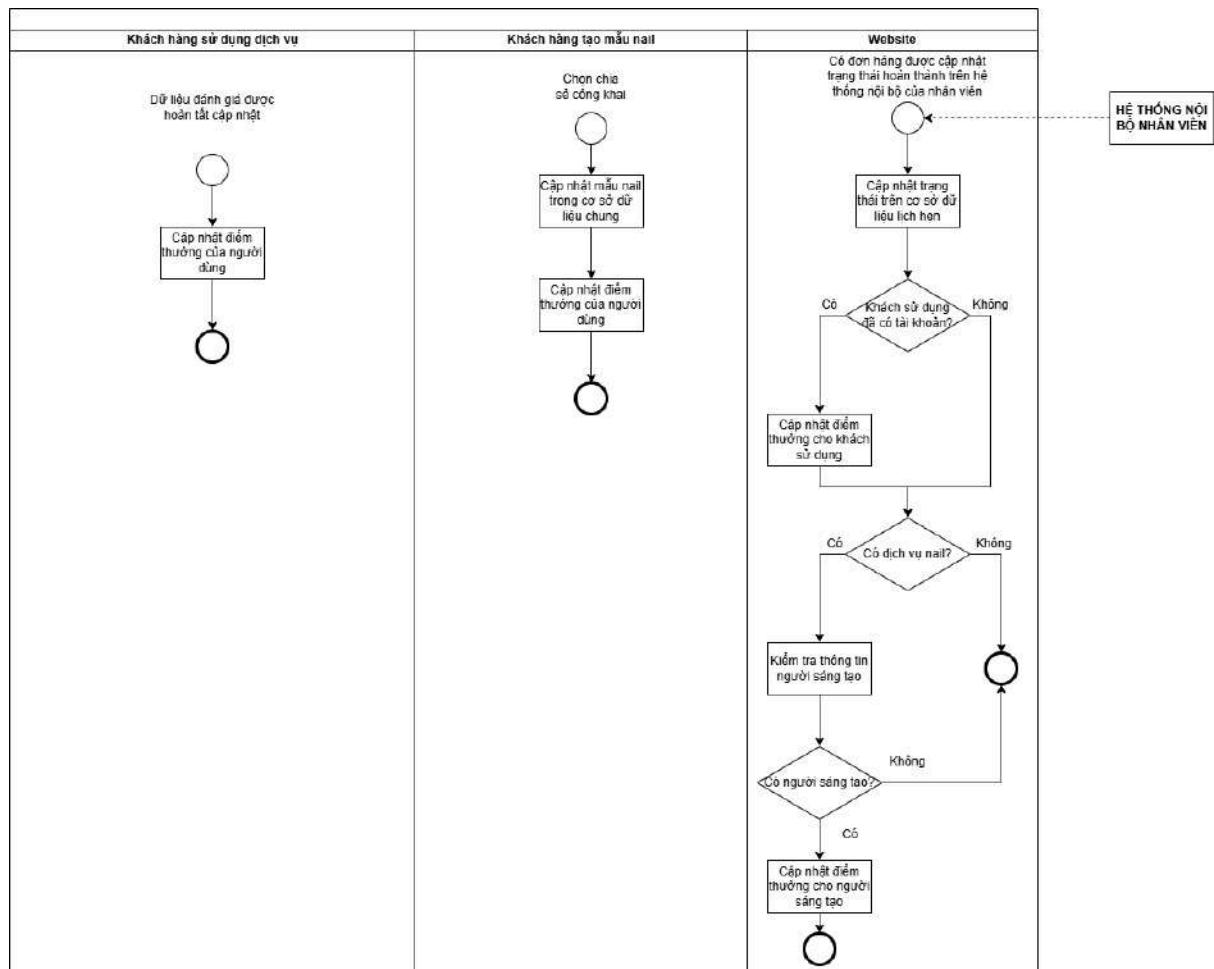 Khách hàng sử dụng dịch vụ
Khách hàng tạo mẫu nail
Website
Dữ liệu đánh giá được
hoàn tất cập nhật
Cập nhật điểm
thưởng của người
dùng
Chọn chia
sẻ công khai
Cập nhật mẫu nail
trong cơ sở dữ
liệu chung
Cập nhật điểm
thưởng của người
dùng
Có đơn hàng được cập nhật
trạng thái hoàn thành trên hệ
thống nội bộ của nhân viên
HỆ THỐNG NỘI
BỘ NHÂN VIÊN
Cập nhật trạng
thái trên cơ sở dữ
liệu lịch hẹn
Có
Khách sử dụng
đã có tài khoản?
Không
Cập nhật điểm
thưởng cho khách
sử dụng
Có
Có dịch vụ nail?
Không
Kiểm tra thông tin
người sáng tạo
Có người sáng tạo?
Không
Có
Cập nhật điểm
thưởng cho người
sáng tạo